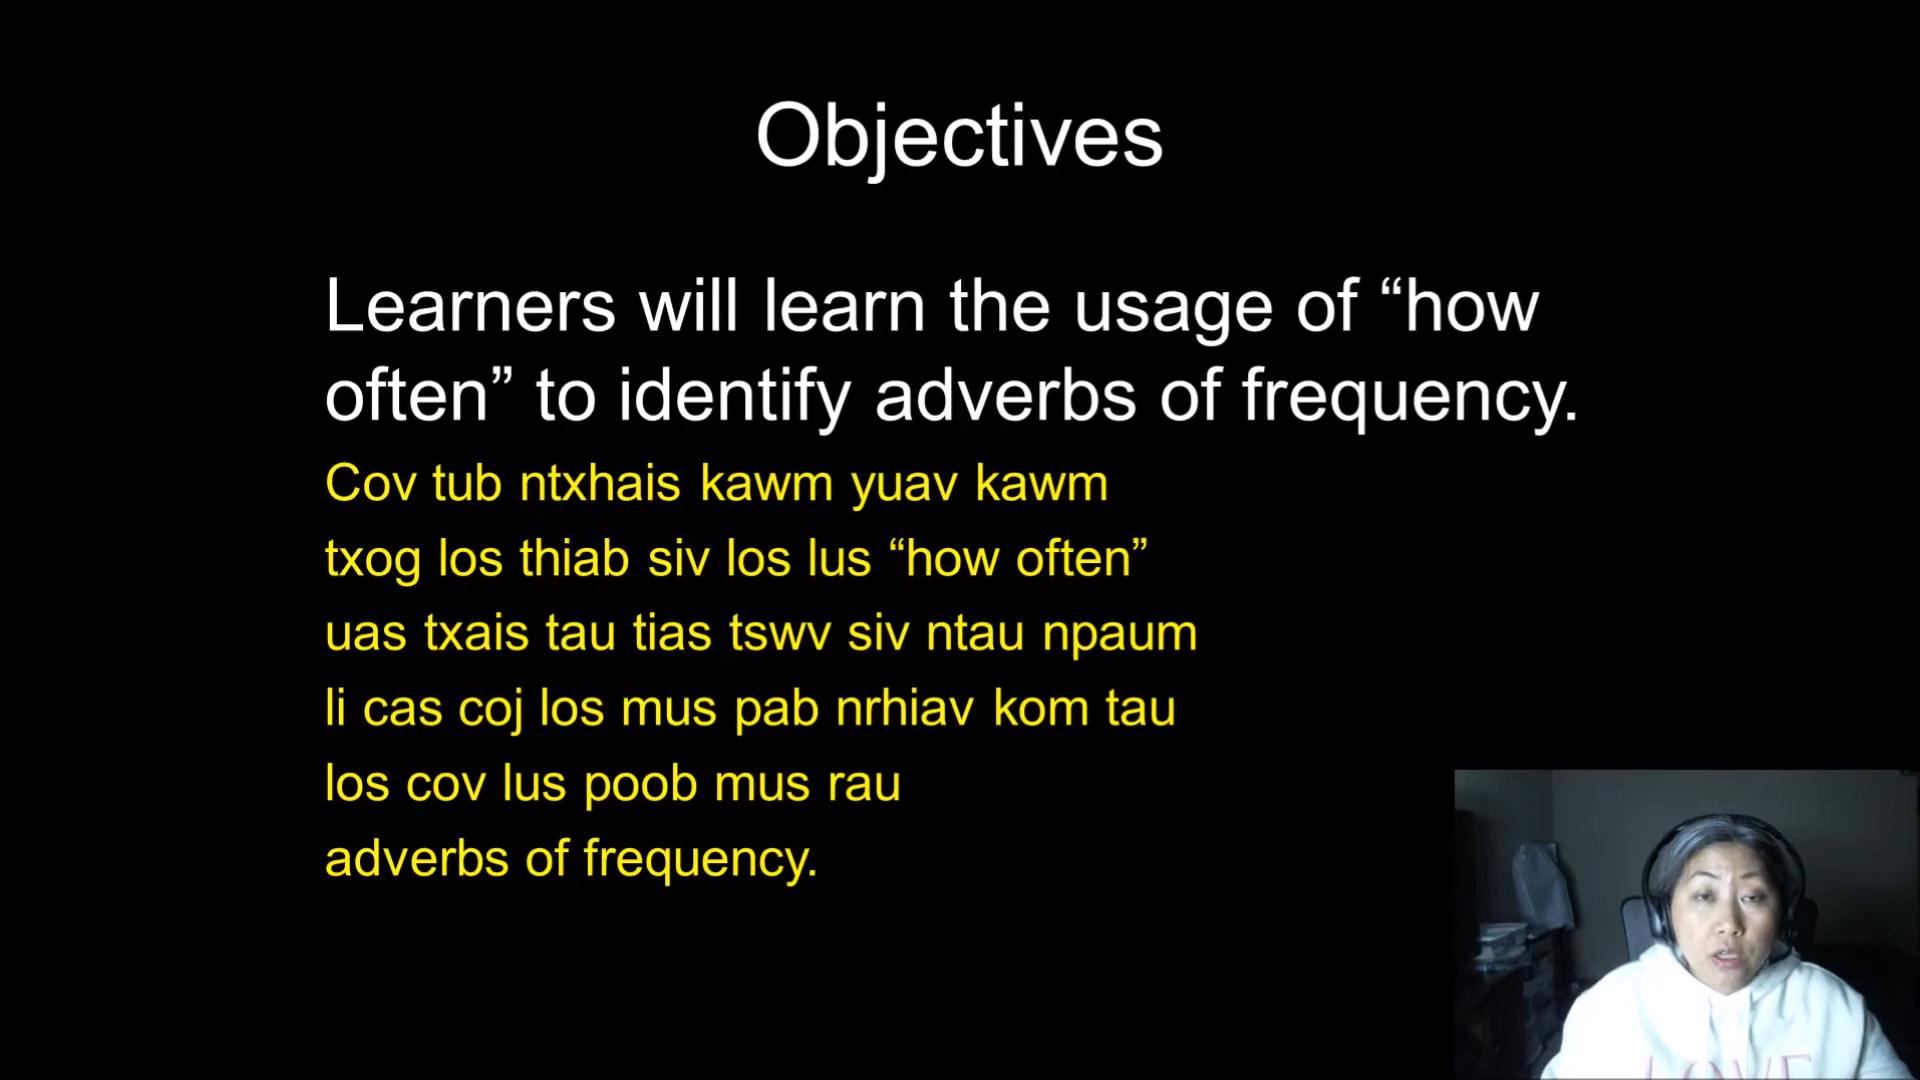 Objectives
Learners will learn the usage of “how
often” to identify adverbs of frequency.
Cov tub ntxhais kawm yuav kawm
txog los thiab siv los lus “how often”
uas txais tau tias tswv siv ntau npaum
li cas coj los mus pab nrhiav kom tau
los cov lus poob mus rau
adverbs of frequency.